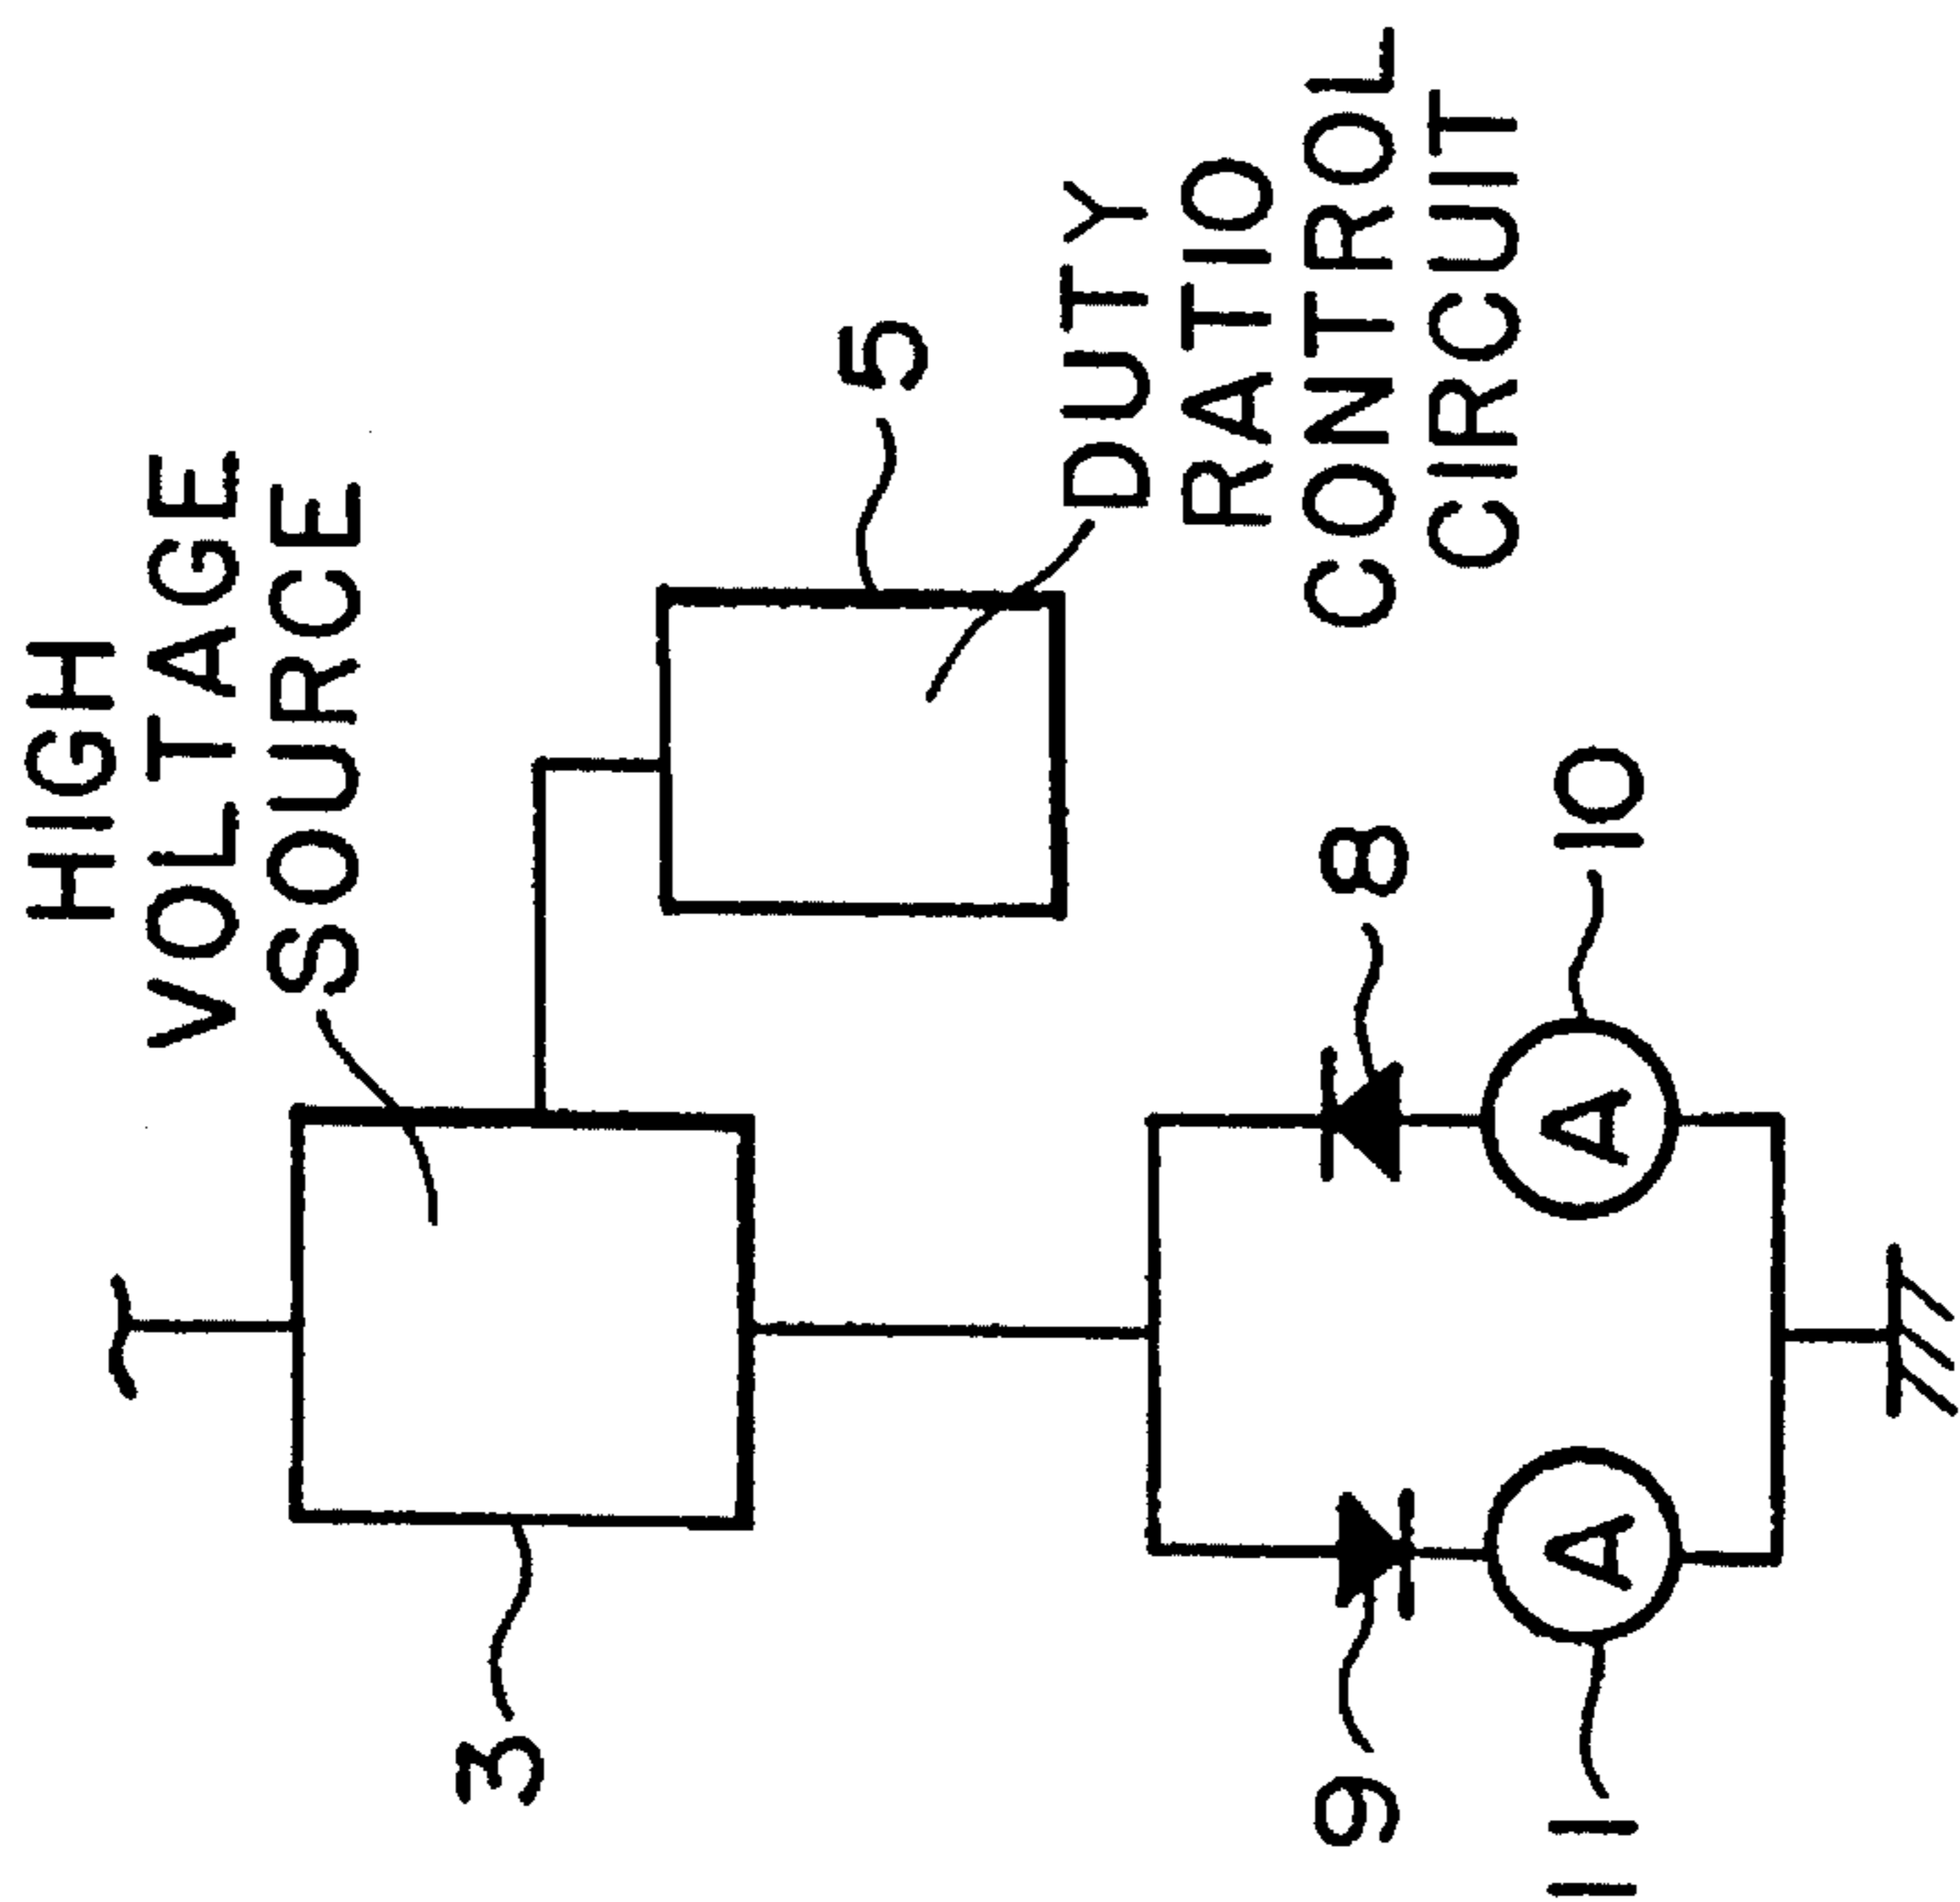 HIGH
VOLTAGE
SOURCE
5
DUTY
RATIO
CONTROL
CIRCUIT
3
8
9
10
11
A
A